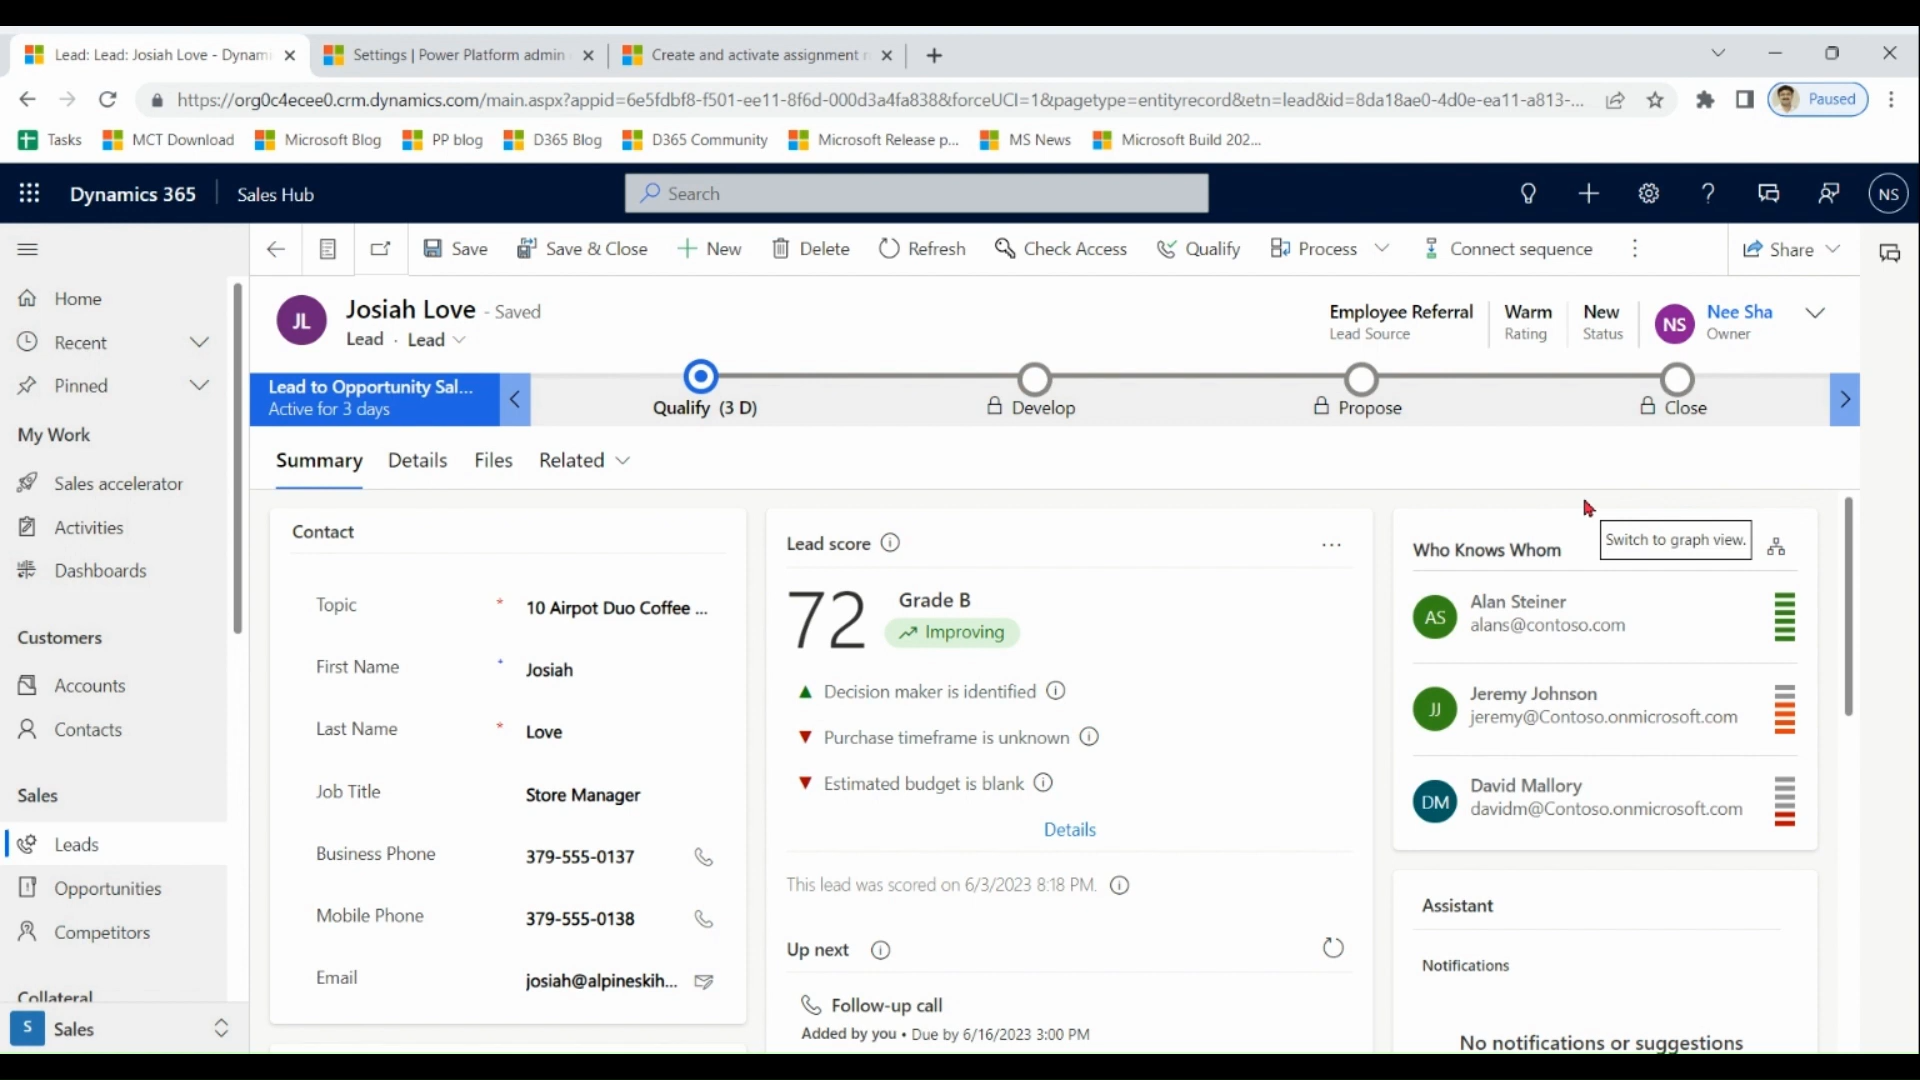 Lead: Lead: Josiah Love - Dynami
Settings | Power Platform admin
Create and activate assignment r
https://org0c4ecee0.crm.dynamics.com/main.aspx?appid=6e5fdbf8-f501-ee11-8f6d-000d3a4fa838&forceUCI=1&pagetype=entityrecord&etn=lead&id=8da18ae0-4d0e-ea11-a813-...
Paused
Tasks
MCT Download
Microsoft Blog
PP blog
D365 Blog
D365 Community
Microsoft Release p...
MS News
Microsoft Build 202...
Dynamics 365
Sales Hub
Search
NS
Save
Save & Close
New
Delete
Refresh
Check Access
Qualify
Process
Connect sequence
Share
Home
Recent
Pinned
My Work
Sales accelerator
Activities
Dashboards
Customers
Accounts
Contacts
Sales
Leads
Opportunities
Competitors
Collateral
S
Sales
JL
Josiah Love - Saved
Lead · Lead
Employee Referral
Lead Source
Warm
Rating
New
Status
NS
Nee Sha
Owner
Lead to Opportunity Sal...
Active for 3 days
Qualify (3 D)
Develop
Propose
Close
Summary
Details
Files
Related
Contact
Topic * 10 Airpot Duo Coffee ...
First Name * Josiah
Last Name * Love
Job Title Store Manager
Business Phone 379-555-0137
Mobile Phone 379-555-0138
Email josiah@alpineskih...
Lead score
72
Grade B
Improving
Decision maker is identified
Purchase timeframe is unknown
Estimated budget is blank
Details
This lead was scored on 6/3/2023 8:18 PM.
Up next
Follow-up call
Added by you • Due by 6/16/2023 3:00 PM
Who Knows Whom
Switch to graph view.
AS
Alan Steiner
alans@contoso.com
JJ
Jeremy Johnson
jeremy@Contoso.onmicrosoft.com
DM
David Mallory
davidm@Contoso.onmicrosoft.com
Assistant
Notifications
No notifications or suggestions